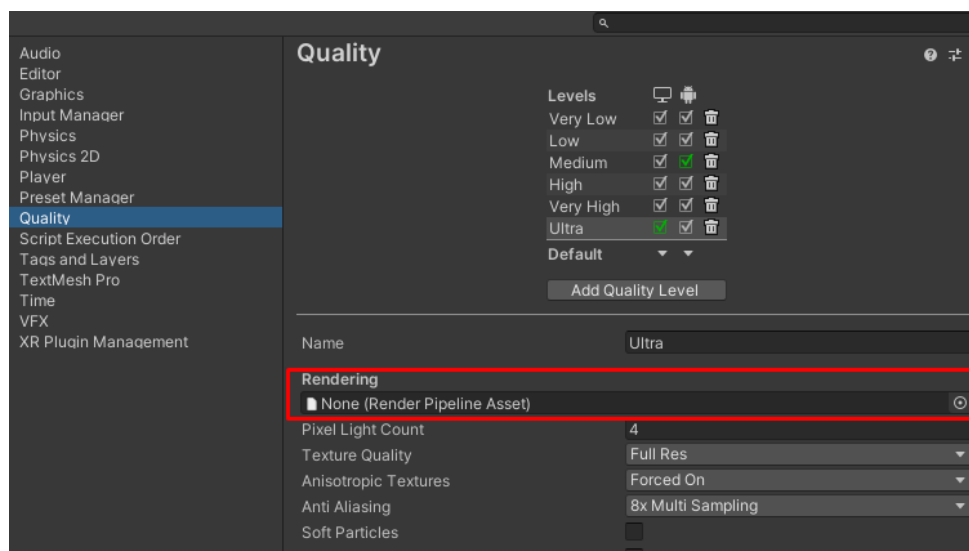 Quality
Audio
Editor
Graphics
Input Manager
Physics
Physics 2D
Player
Preset Manager
Quality
Script Execution Order
Tags and Layers
TextMesh Pro
Time
VFX
XR Plugin Management
Levels
Very Low
Low
Medium
High
Very High
Ultra
Default
Add Quality Level
Name Ultra
Rendering
None (Render Pipeline Asset)
Pixel Light Count 4
Texture Quality Full Res
Anisotropic Textures Forced On
Anti Aliasing 8x Multi Sampling
Soft Particles